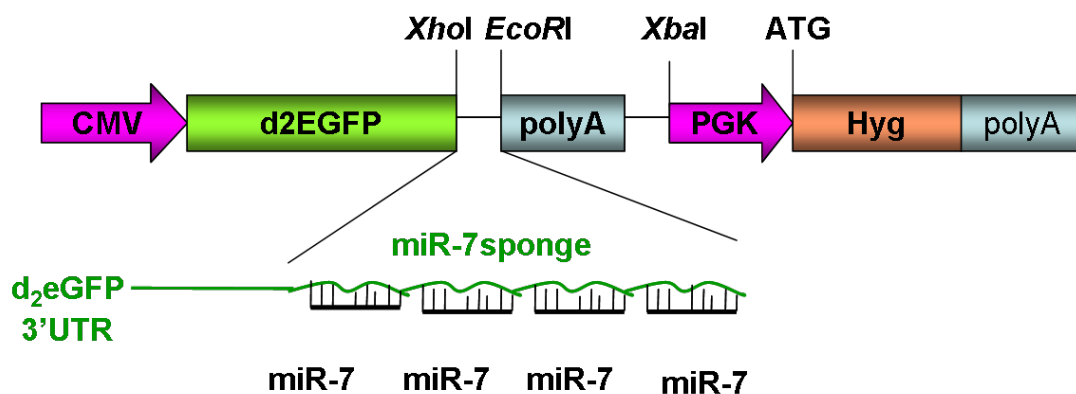 XhoI EcoRI XbaI ATG
CMV d2EGFP polyA PGK Hyg polyA
miR-7sponge
d₂eGFP
3'UTR
miR-7 miR-7 miR-7 miR-7